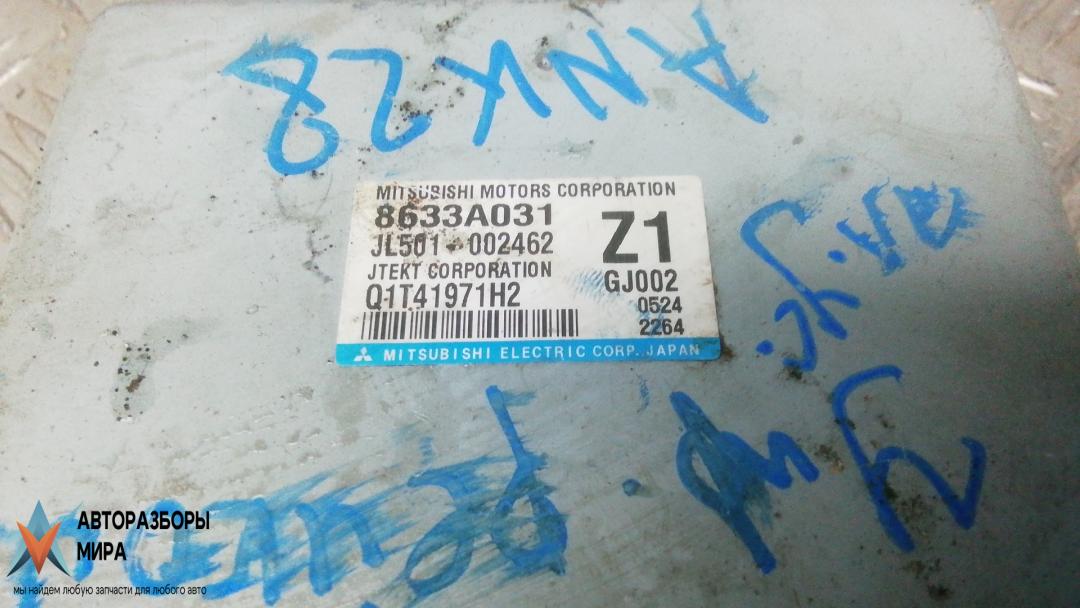 ANK28
MITSUBISHI MOTORS CORPORATION
8633A031
JL501-002462
Z1
JTEKT CORPORATION
GJ002
Q1T41971H2
0524
2264
MITSUBISHI ELECTRIC CORP. JAPAN
АВТОРАЗБОРЫ
МИРА
мы найдем любую запчасти для любого авто